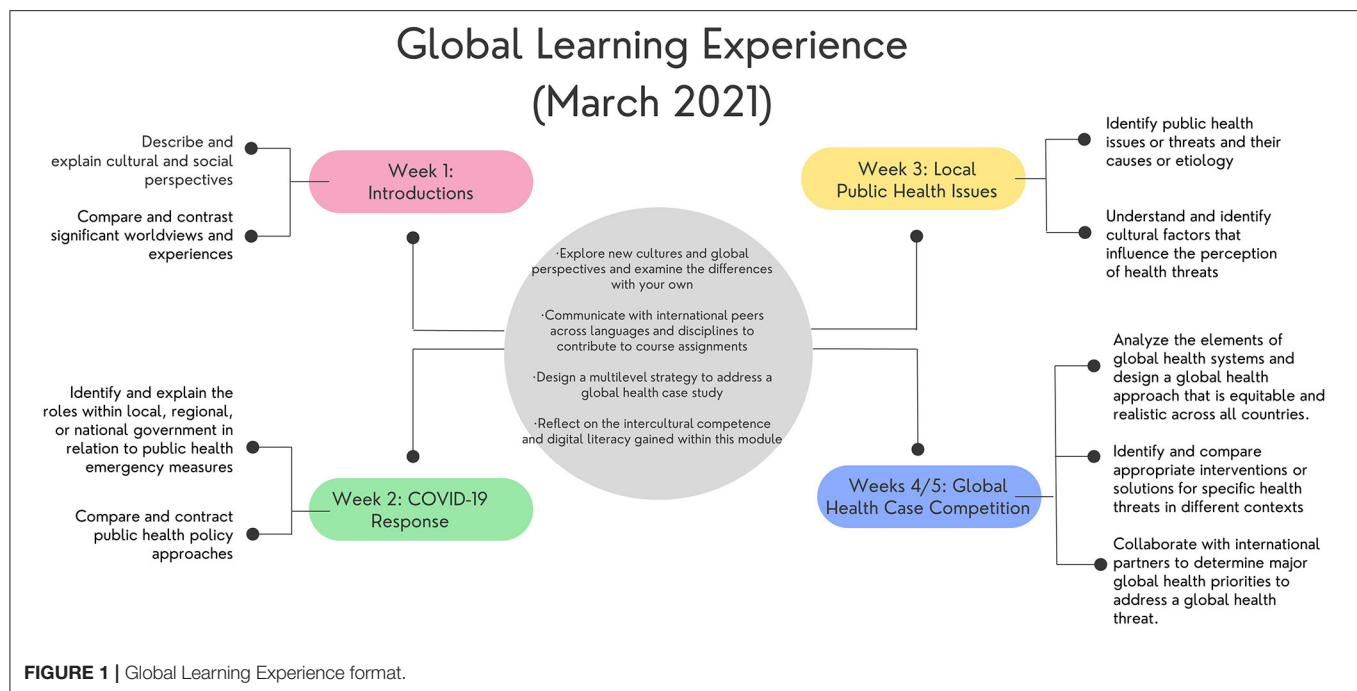 Global Learning Experience
(March 2021)
Describe and
explain cultural and social
perspectives
Compare and contrast
significant worldviews and
experiences
Week 1:
Introductions
Identify and explain the
roles within local, regional,
or national government in
relation to public health
emergency measures
Compare and contract
public health policy
approaches
Week 2: COVID-19
Response
·Explore new cultures and global
perspectives and examine the differences
with your own
·Communicate with international peers
across languages and disciplines to
contribute to course assignments
·Design a multilevel strategy to address a
global health case study
·Reflect on the intercultural competence
and digital literacy gained within this module
Week 3: Local
Public Health Issues
Identify public health
issues or threats and their
causes or etiology
Understand and identify
cultural factors that
influence the perception
of health threats
Weeks 4/5: Global
Health Case Competition
Analyze the elements of
global health systems and
design a global health
approach that is equitable and
realistic across all countries.
Identify and compare
appropriate interventions or
solutions for specific health
threats in different contexts
Collaborate with international
partners to determine major
global health priorities to
address a global health
threat.
FIGURE 1 | Global Learning Experience format.